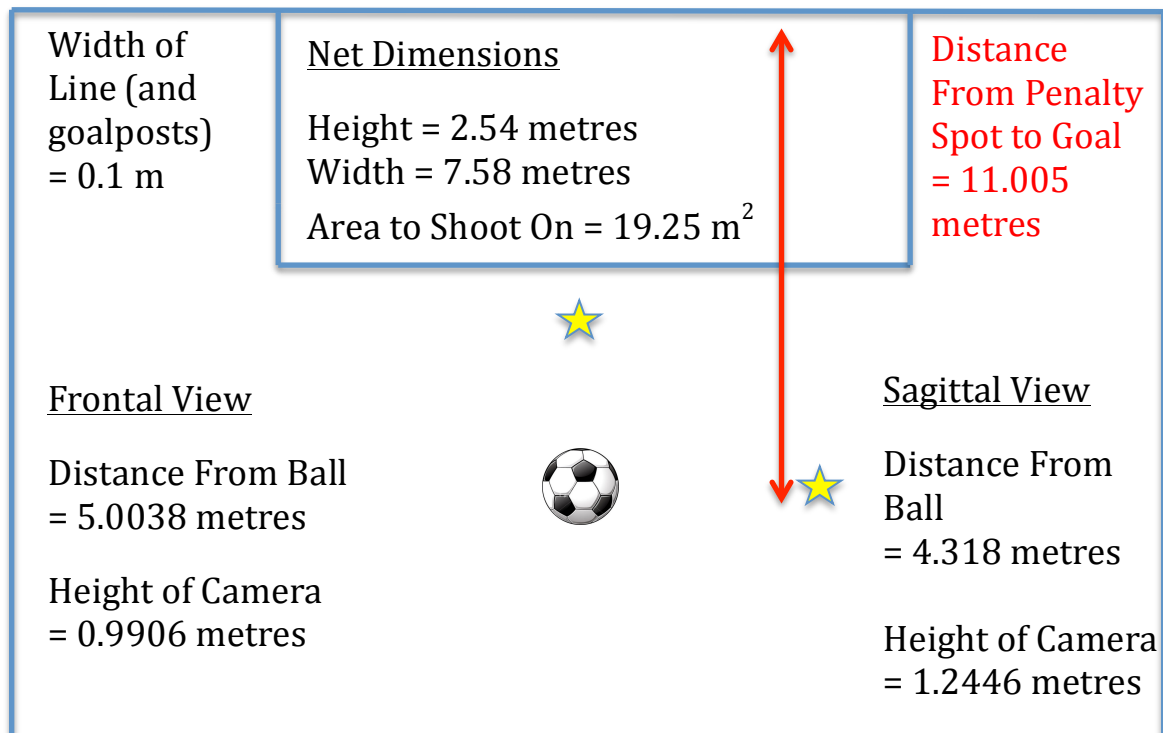 Width of
Line (and
goalposts)
= 0.1 m
Net Dimensions
Height = 2.54 metres
Width = 7.58 metres
Area to Shoot On = 19.25 m²
Distance
From Penalty
Spot to Goal
= 11.005
metres
Frontal View
Distance From Ball
= 5.0038 metres
Height of Camera
= 0.9906 metres
Sagittal View
Distance From
Ball
= 4.318 metres
Height of Camera
= 1.2446 metres